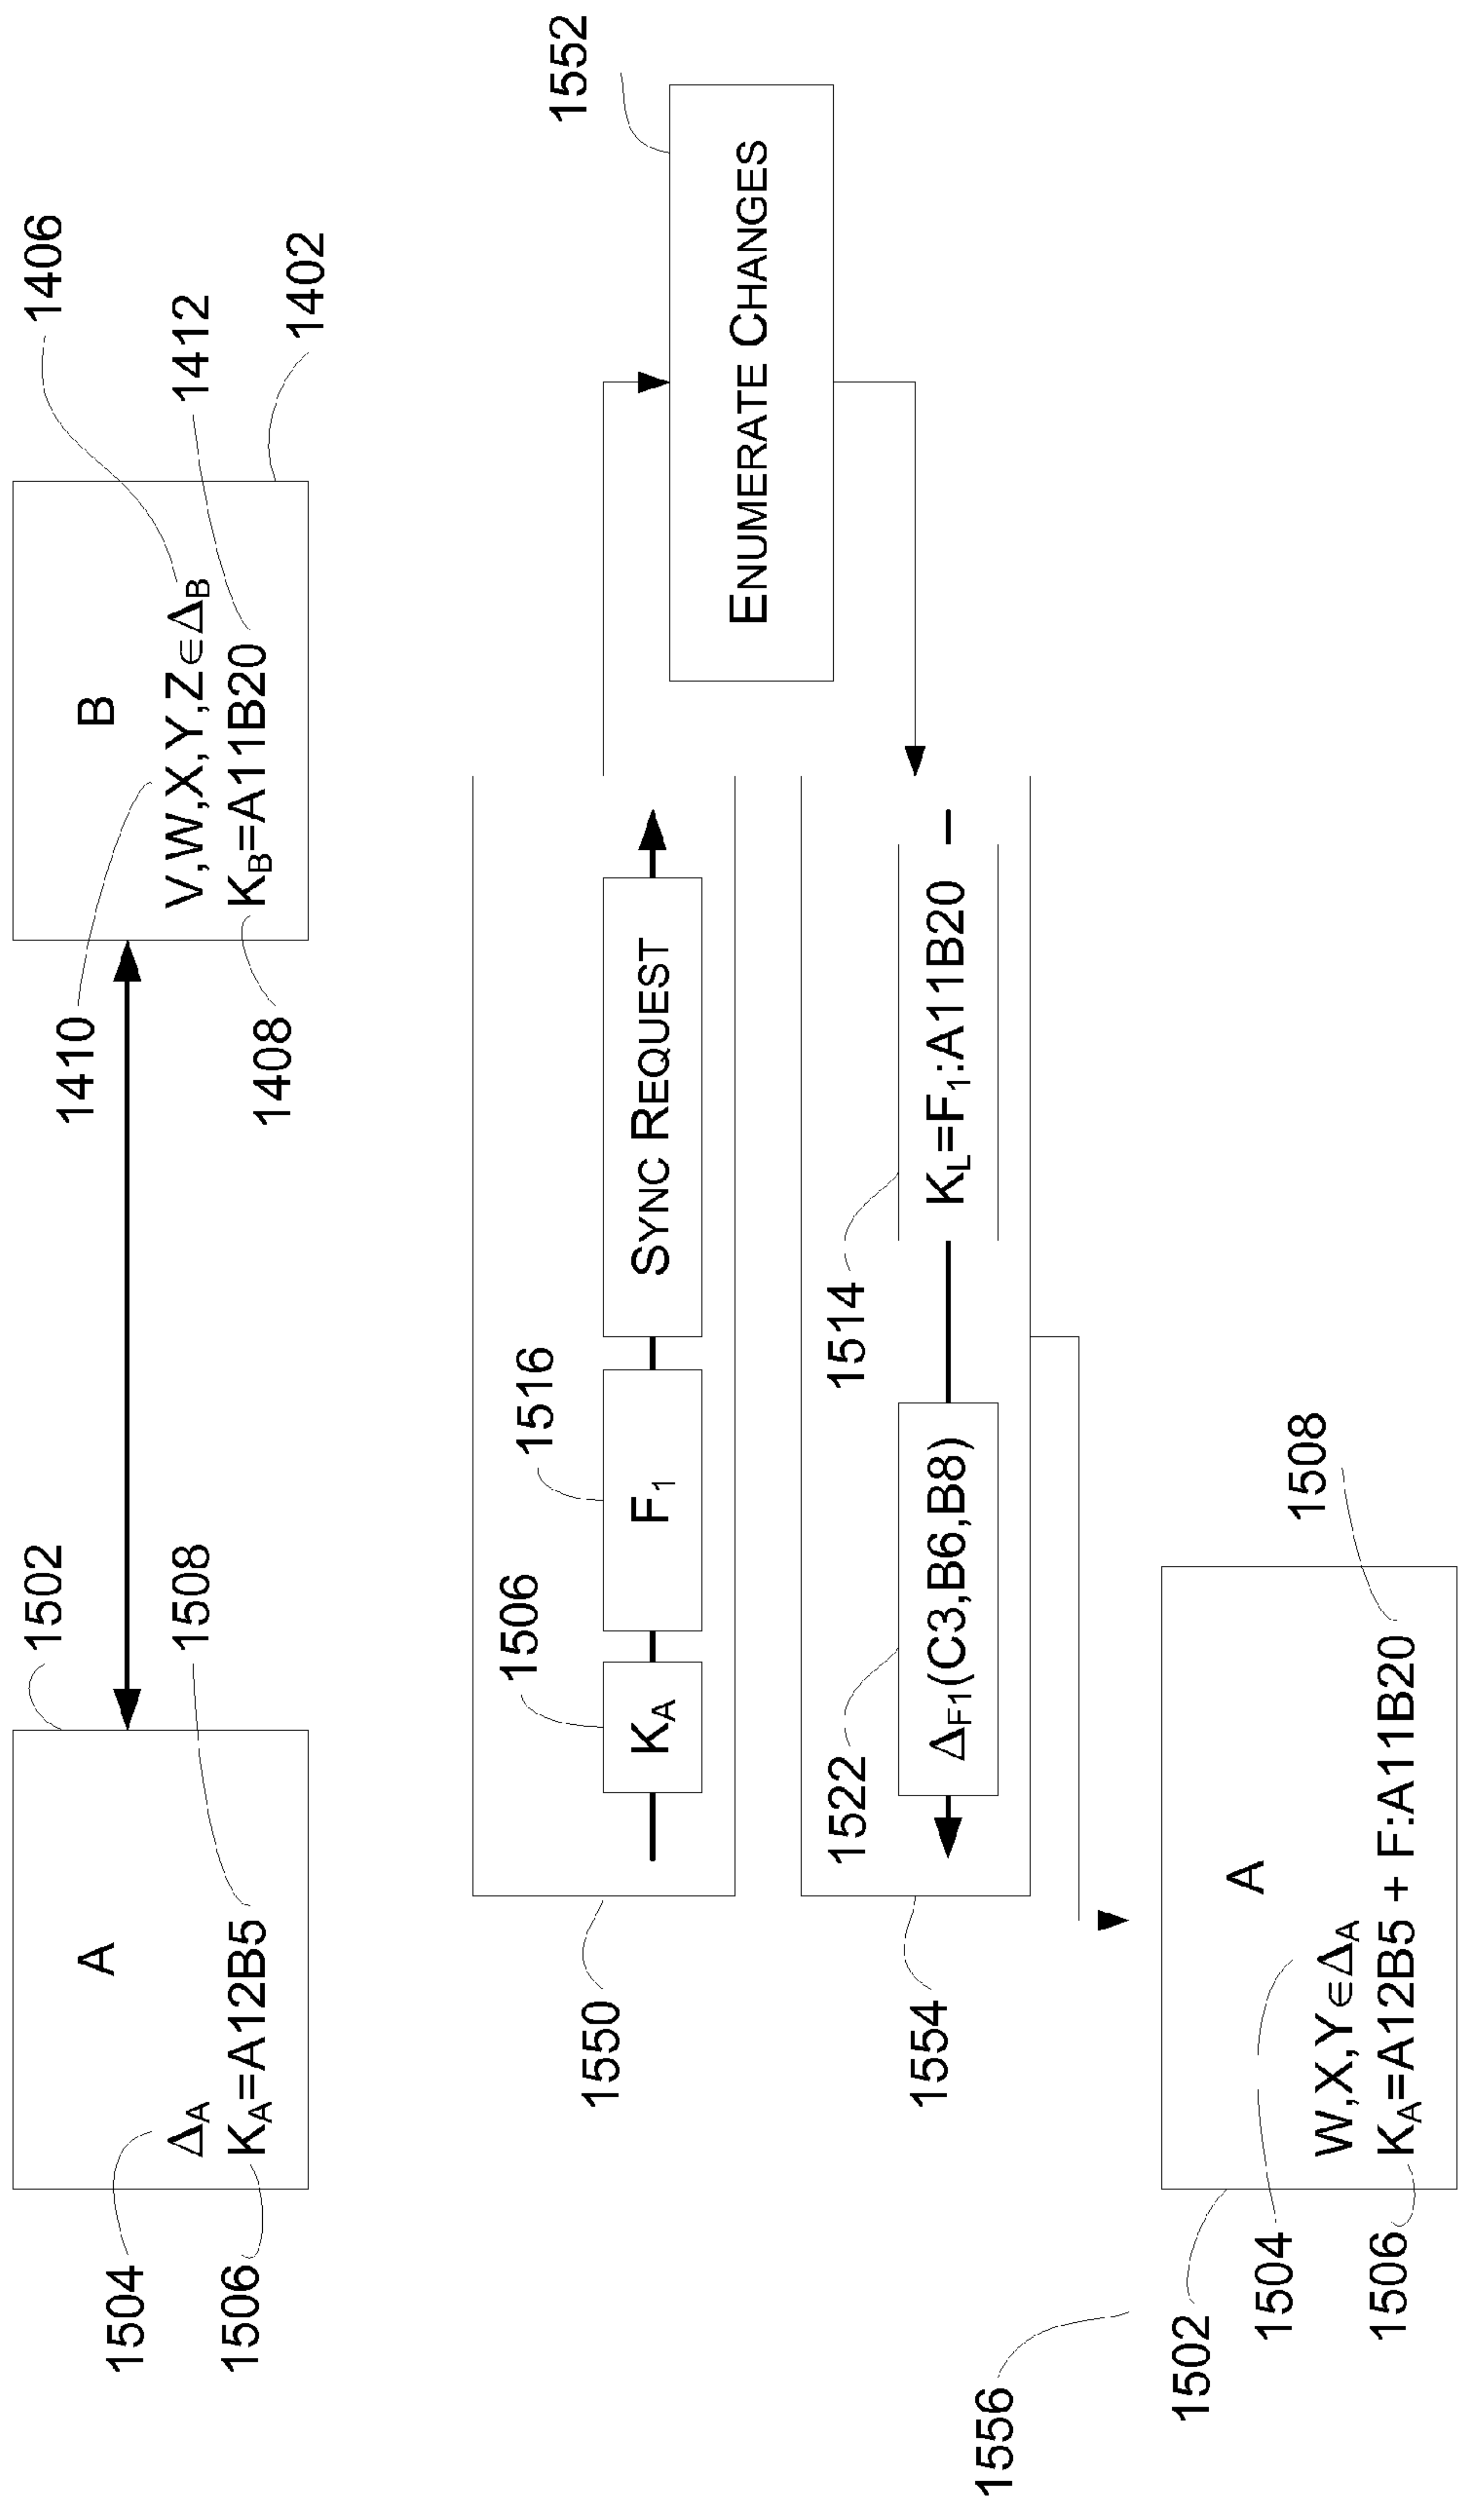 1502
A
1504
ΔA
1508
1506
KA=A12B5
1406
B
1410
V,W,X,Y,Z∈ΔB
1412
1408
KB=A11B20
1402
1550
1506
KA
1516
F1
SYNC REQUEST
1552
ENUMERATE CHANGES
1554
1522
ΔF1(C3,B6,B8)
1514
KL=F1:A11B20
1556
1502
A
1504
W,X,Y∈ΔA
1508
1506
KA=A12B5 + F:A11B20